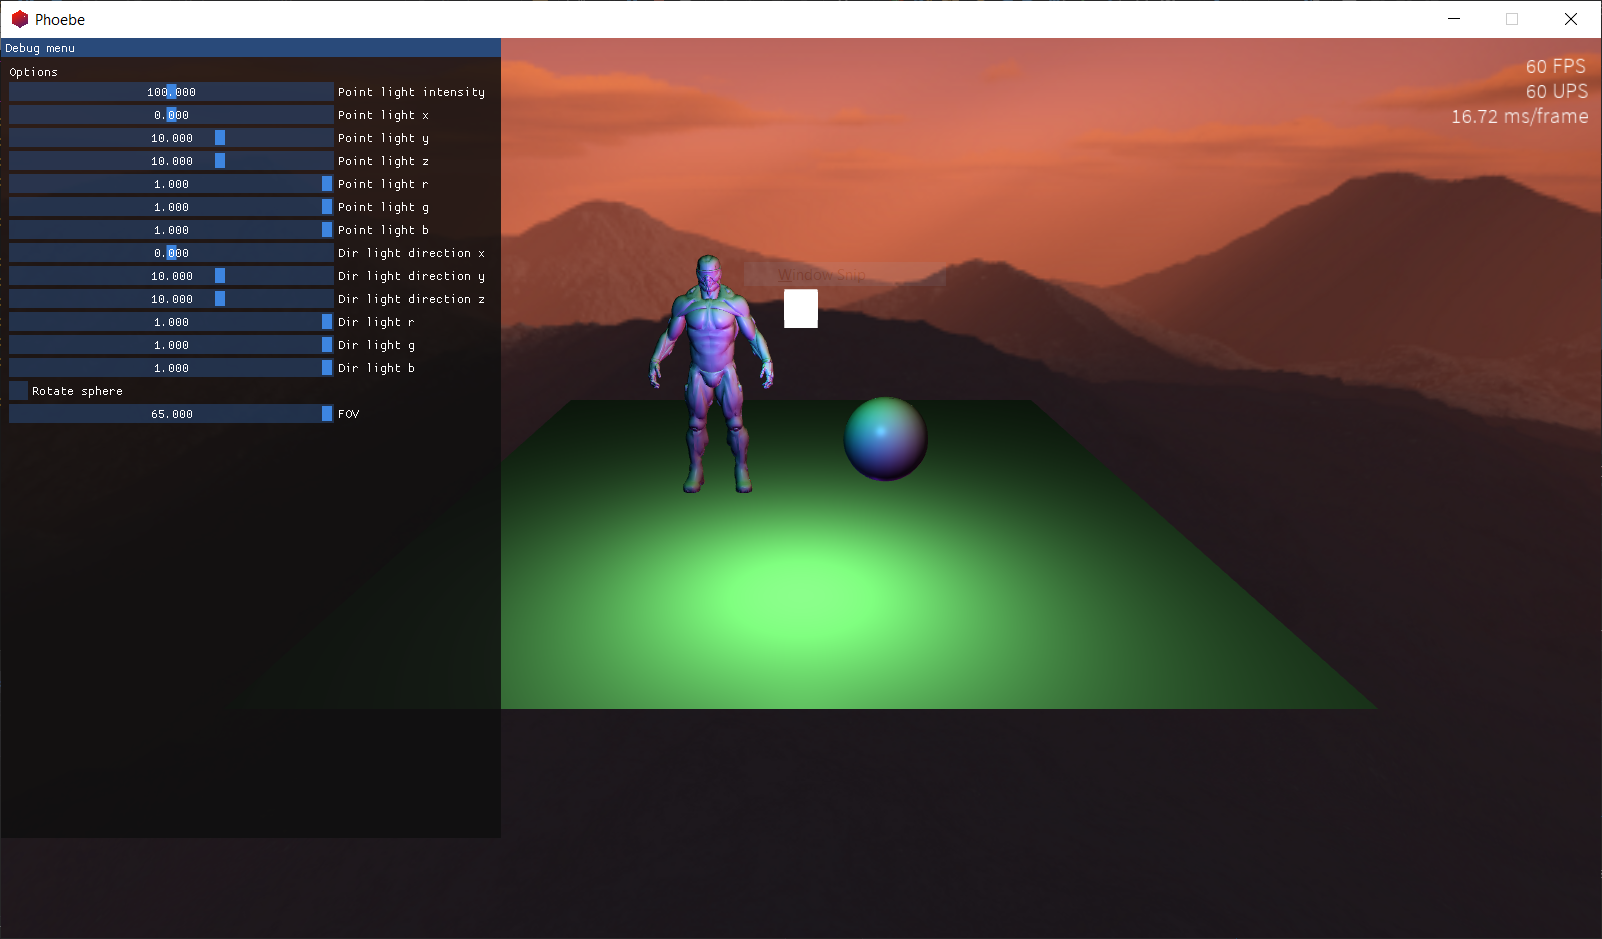 Phoebe
Debug menu
Options
100.000 Point light intensity
0.000 Point light x
10.000 Point light y
10.000 Point light z
1.000 Point light r
1.000 Point light g
1.000 Point light b
0.000 Dir light direction x
10.000 Dir light direction y
10.000 Dir light direction z
1.000 Dir light r
1.000 Dir light g
1.000 Dir light b
Rotate sphere
65.000 FOV
60 FPS
60 UPS
16.72 ms/frame
Window Snip